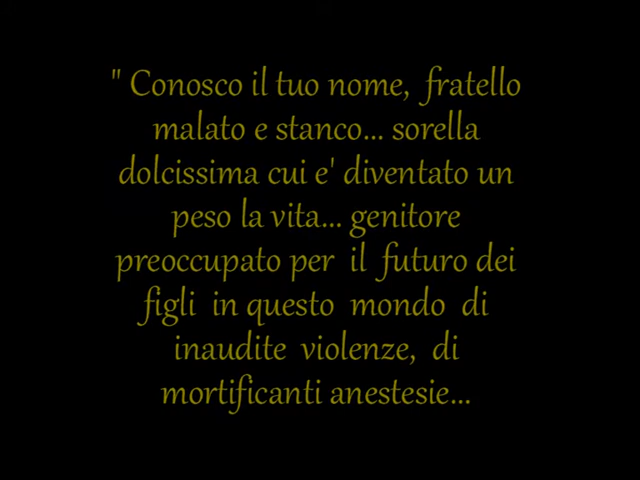 " Conosco il tuo nome, fratello
malato e stanco... sorella
dolcissima cui e' diventato un
peso la vita... genitore
preoccupato per il futuro dei
figli in questo mondo di
inaudite violenze, di
mortificanti anestesie...